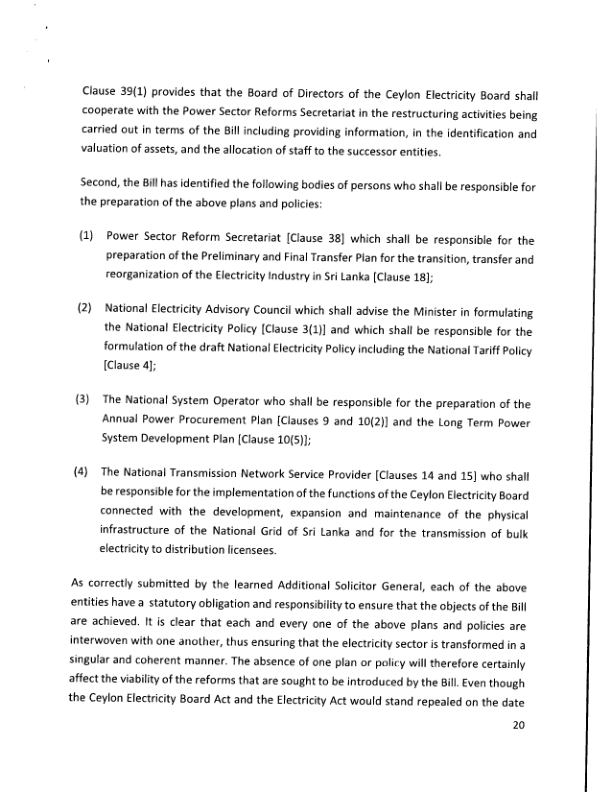 Clause 39(1) provides that the Board of Directors of the Ceylon Electricity Board shall
cooperate with the Power Sector Reforms Secretariat in the restructuring activities being
carried out in terms of the Bill including providing information, in the identification and
valuation of assets, and the allocation of staff to the successor entities.
Second, the Bill has identified the following bodies of persons who shall be responsible for
the preparation of the above plans and policies:
(1) Power Sector Reform Secretariat [Clause 38] which shall be responsible for the
preparation of the Preliminary and Final Transfer Plan for the transition, transfer and
reorganization of the Electricity Industry in Sri Lanka [Clause 18];
(2) National Electricity Advisory Council which shall advise the Minister in formulating
the National Electricity Policy [Clause 3(1)] and which shall be responsible for the
formulation of the draft National Electricity Policy including the National Tariff Policy
[Clause 4];
(3) The National System Operator who shall be responsible for the preparation of the
Annual Power Procurement Plan [Clauses 9 and 10(2)] and the Long Term Power
System Development Plan [Clause 10(5)];
(4) The National Transmission Network Service Provider [Clauses 14 and 15] who shall
be responsible for the implementation of the functions of the Ceylon Electricity Board
connected with the development, expansion and maintenance of the physical
infrastructure of the National Grid of Sri Lanka and for the transmission of bulk
electricity to distribution licensees.
As correctly submitted by the learned Additional Solicitor General, each of the above
entities have a statutory obligation and responsibility to ensure that the objects of the Bill
are achieved. It is clear that each and every one of the above plans and policies are
interwoven with one another, thus ensuring that the electricity sector is transformed in a
singular and coherent manner. The absence of one plan or policy will therefore certainly
affect the viability of the reforms that are sought to be introduced by the Bill. Even though
the Ceylon Electricity Board Act and the Electricity Act would stand repealed on the date
20